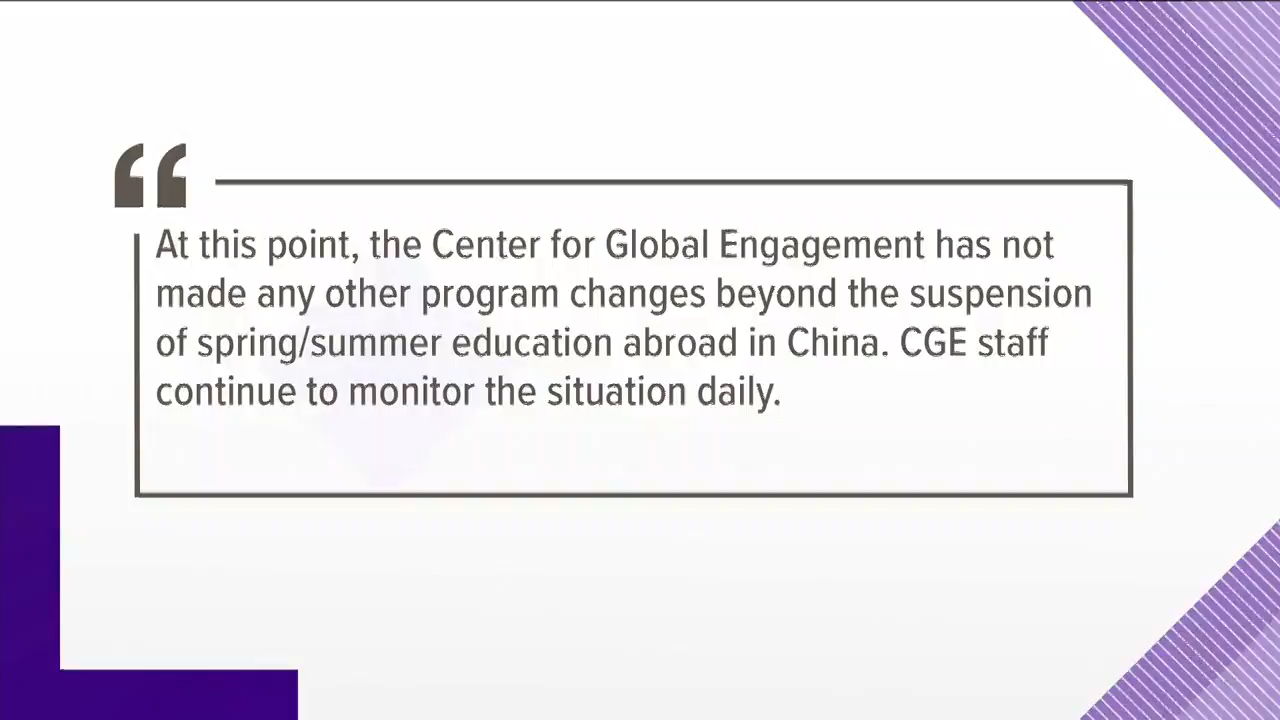 “
At this point, the Center for Global Engagement has not
made any other program changes beyond the suspension
of spring/summer education abroad in China. CGE staff
continue to monitor the situation daily.